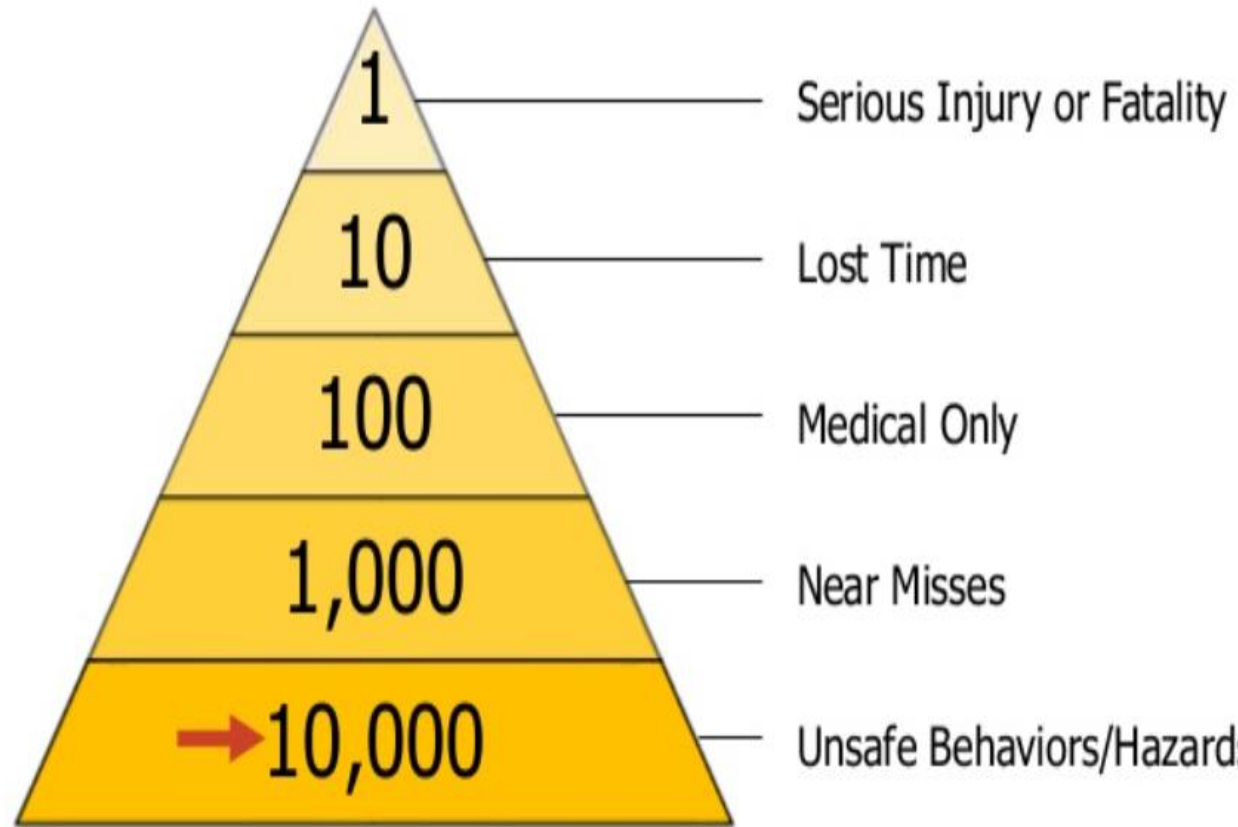 1
Serious Injury or Fatality
10
Lost Time
100
Medical Only
1,000
Near Misses
10,000
Unsafe Behaviors/Hazards